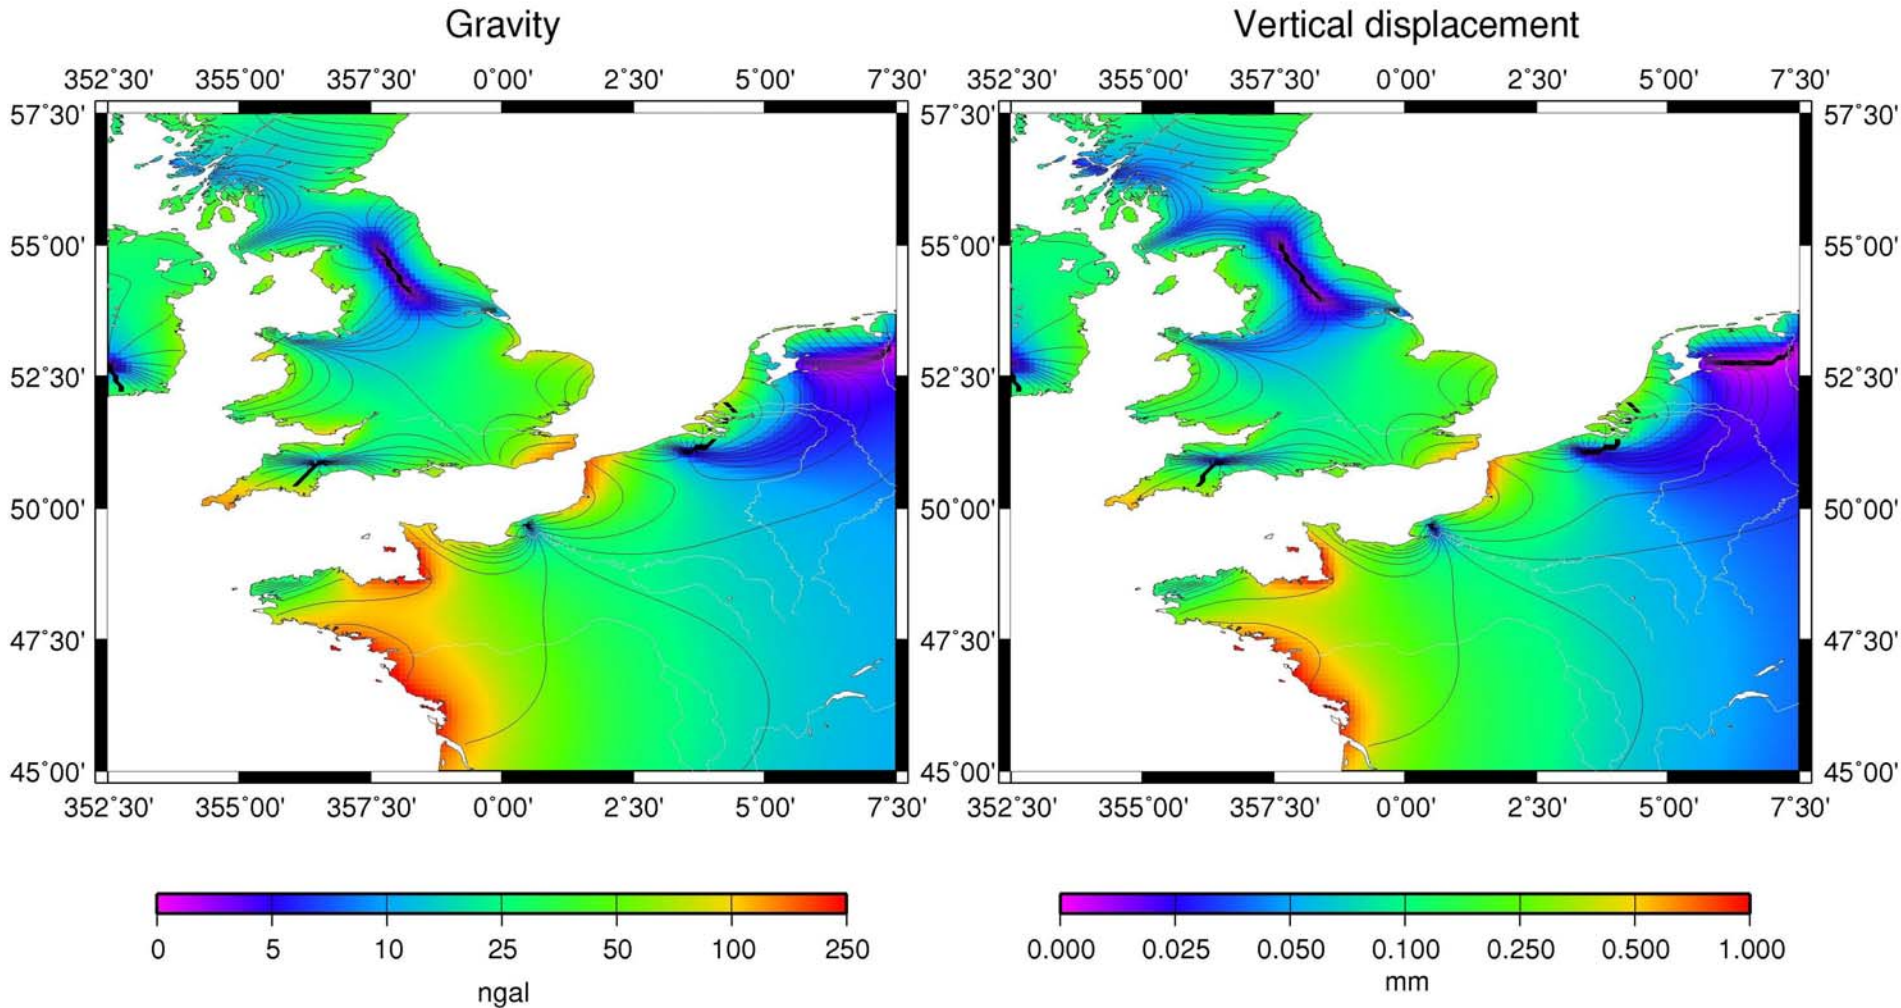 Gravity
Vertical displacement
352˚30' 355˚00' 357˚30' 0˚00' 2˚30' 5˚00' 7˚30'
352˚30' 355˚00' 357˚30' 0˚00' 2˚30' 5˚00' 7˚30'
57˚30' 57˚30' 57˚30'
55˚00' 55˚00' 55˚00'
52˚30' 52˚30' 52˚30'
50˚00' 50˚00' 50˚00'
47˚30' 47˚30' 47˚30'
45˚00' 45˚00' 45˚00'
352˚30' 355˚00' 357˚30' 0˚00' 2˚30' 5˚00' 7˚30'
352˚30' 355˚00' 357˚30' 0˚00' 2˚30' 5˚00' 7˚30'
0 5 10 25 50 100 250
ngal
0.000 0.025 0.050 0.100 0.250 0.500 1.000
mm